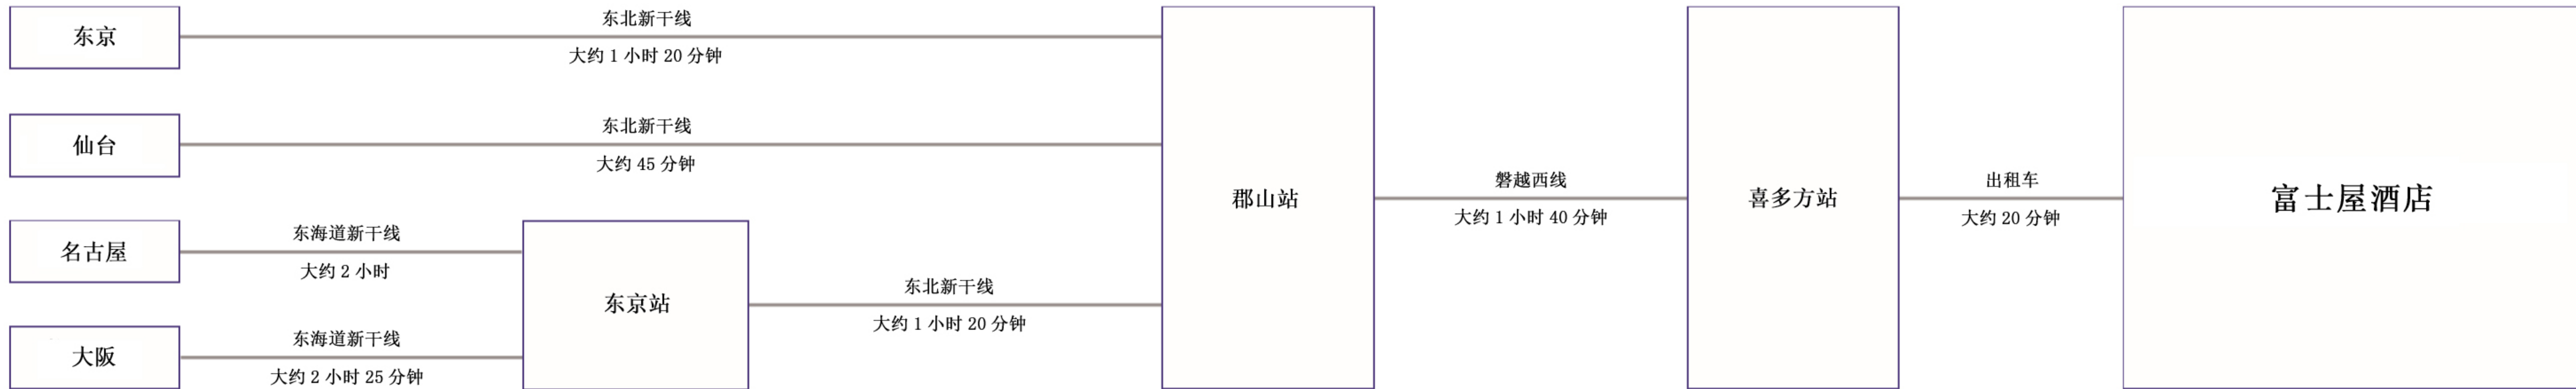 东京
东北新干线
大约 1 小时 20 分钟
仙台
东北新干线
大约 45 分钟
名古屋
东海道新干线
大约 2 小时
大阪
东海道新干线
大约 2 小时 25 分钟
东京站
东北新干线
大约 1 小时 20 分钟
郡山站
磐越西线
大约 1 小时 40 分钟
喜多方站
出租车
大约 20 分钟
富士屋酒店